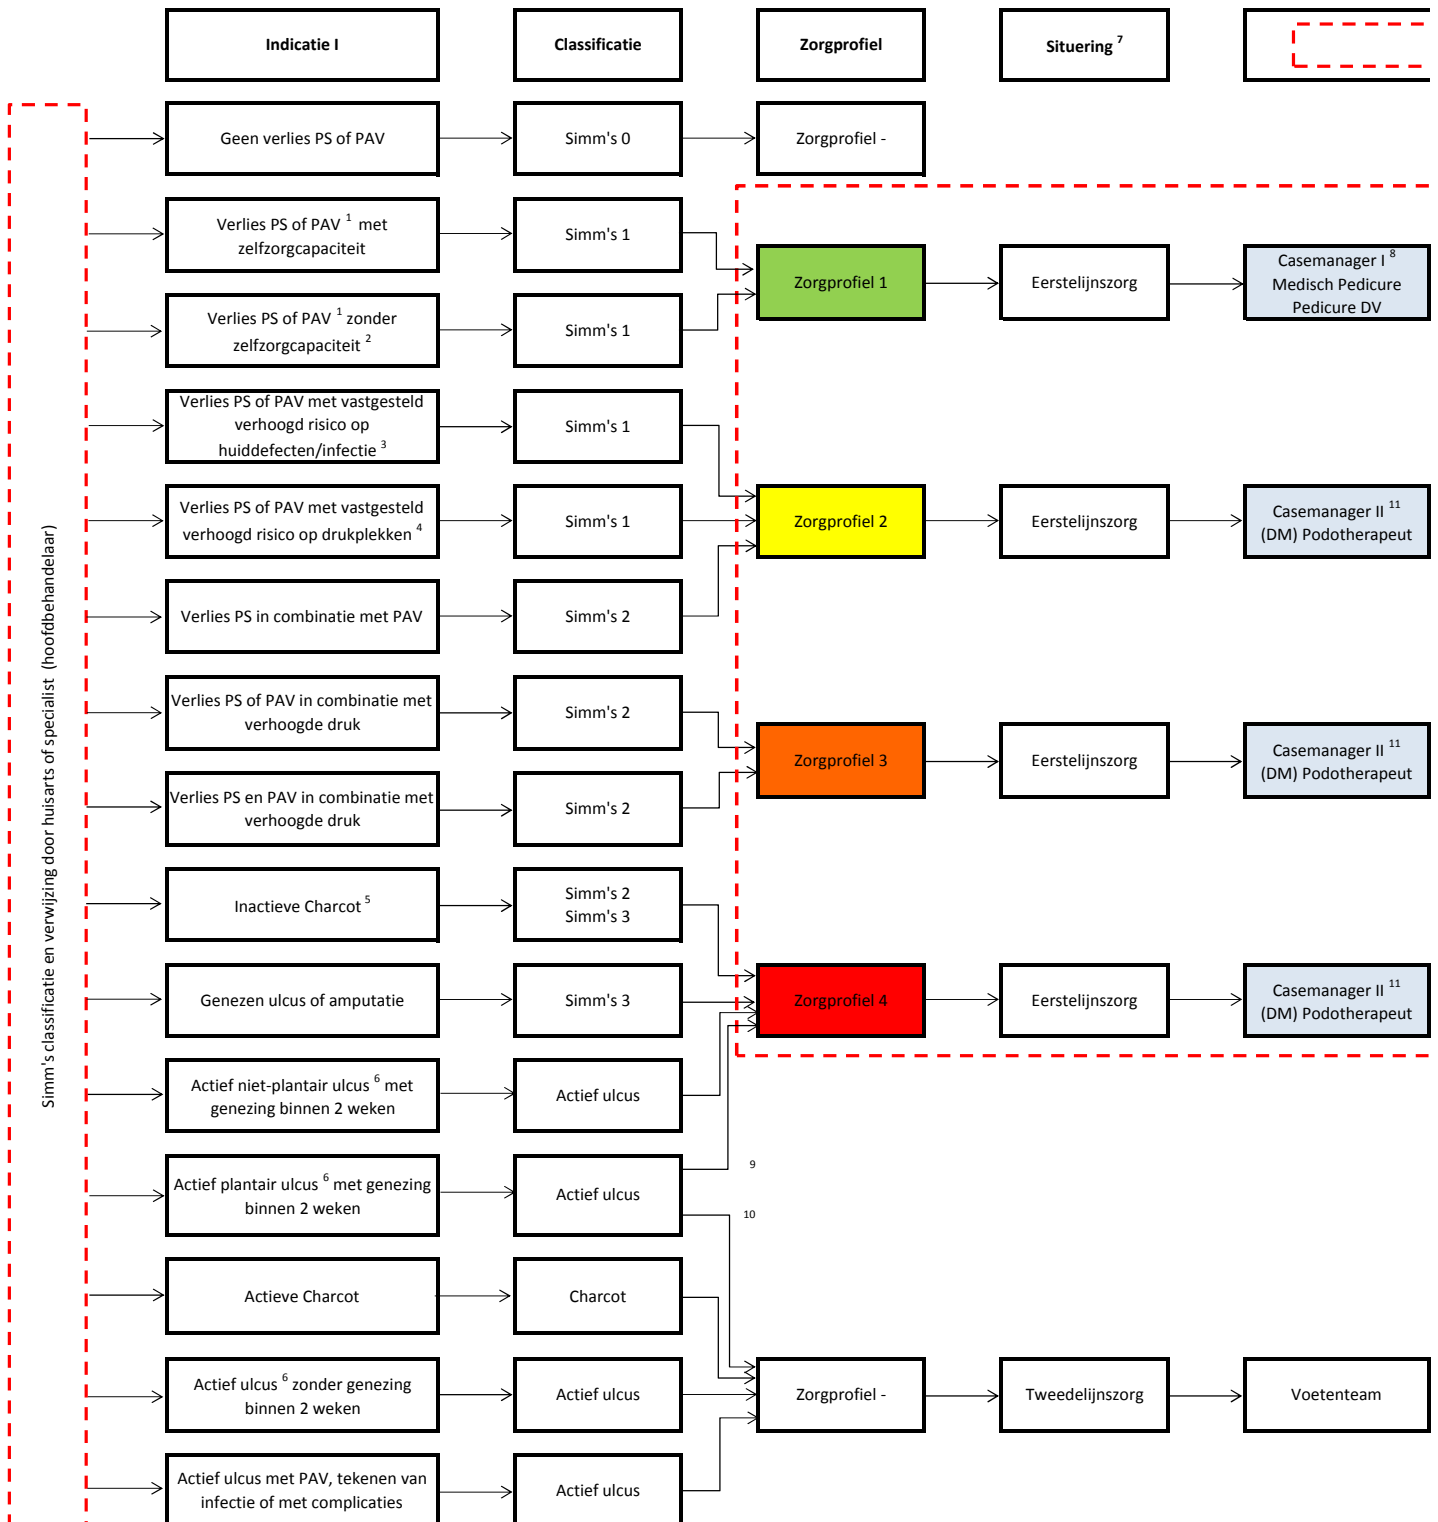 Indicatie I
Classificatie
Zorgprofiel
Situering 7
Simm's classificatie en verwijzing door huisarts of specialist (hoofdbehandelaar)
Geen verlies PS of PAV
Simm's 0
Zorgprofiel -
Verlies PS of PAV 1 met
zelfzorgcapaciteit
Simm's 1
Verlies PS of PAV 1 zonder
zelfzorgcapaciteit 2
Simm's 1
Zorgprofiel 1
Eerstelijnszorg
Casemanager I 8
Medisch Pedicure
Pedicure DV
Verlies PS of PAV met vastgesteld
verhoogd risico op
huiddefecten/infectie 3
Simm's 1
Verlies PS of PAV met vastgesteld
verhoogd risico op drukplekken 4
Simm's 1
Zorgprofiel 2
Eerstelijnszorg
Casemanager II 11
(DM) Podotherapeut
Verlies PS in combinatie met PAV
Simm's 2
Verlies PS of PAV in combinatie met
verhoogde druk
Simm's 2
Zorgprofiel 3
Eerstelijnszorg
Casemanager II 11
(DM) Podotherapeut
Verlies PS en PAV in combinatie met
verhoogde druk
Simm's 2
Inactieve Charcot 5
Simm's 2
Simm's 3
Genezen ulcus of amputatie
Simm's 3
Zorgprofiel 4
Eerstelijnszorg
Casemanager II 11
(DM) Podotherapeut
Actief niet-plantair ulcus 6 met
genezing binnen 2 weken
Actief ulcus
Actief plantair ulcus 6 met genezing
binnen 2 weken
Actief ulcus
9
10
Actieve Charcot
Charcot
Actief ulcus 6 zonder genezing
binnen 2 weken
Actief ulcus
Zorgprofiel -
Tweedelijnszorg
Voetenteam
Actief ulcus met PAV, tekenen van
infectie of met complicaties
Actief ulcus